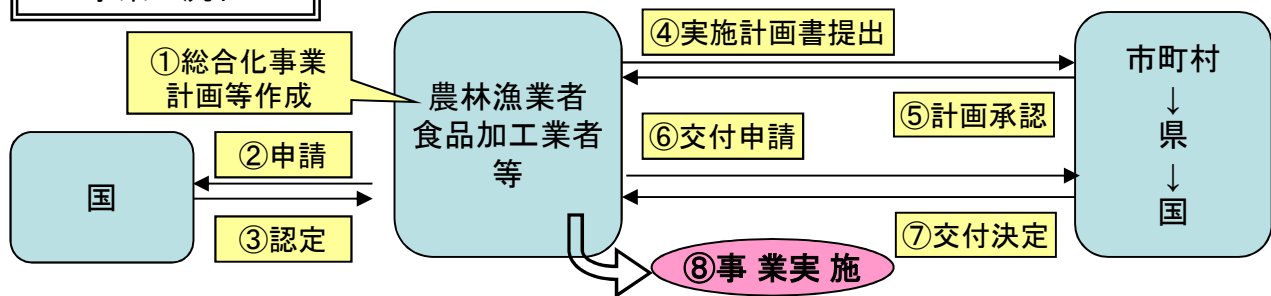 ①総合化事業
計画等作成
農林漁業者
食品加工業者
等
国
②申請
③認定
④実施計画書提出
⑤計画承認
⑥交付申請
⑦交付決定
市町村
↓
県
↓
国
⑧事 業実 施